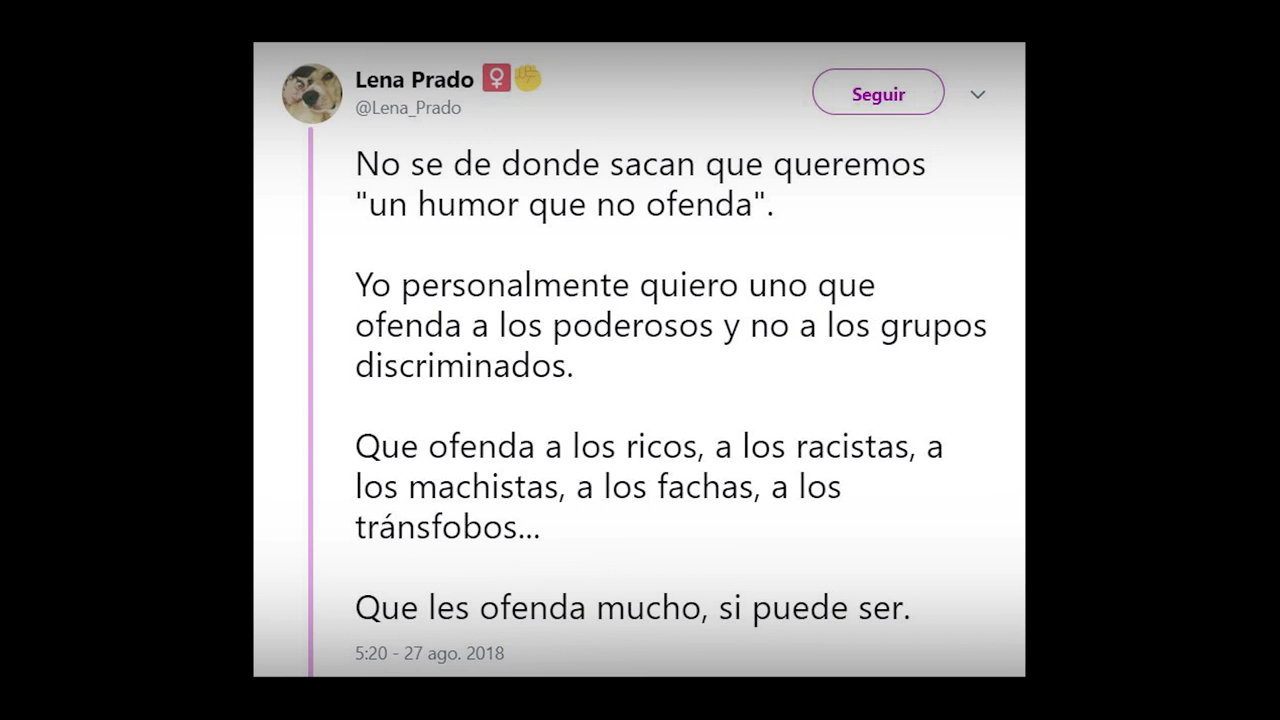 Lena Prado ♀✊
@Lena_Prado
Seguir
No se de donde sacan que queremos
"un humor que no ofenda".
Yo personalmente quiero uno que
ofenda a los poderosos y no a los grupos
discriminados.
Que ofenda a los ricos, a los racistas, a
los machistas, a los fachas, a los
tránsfobos...
Que les ofenda mucho, si puede ser.
5:20 - 27 ago. 2018